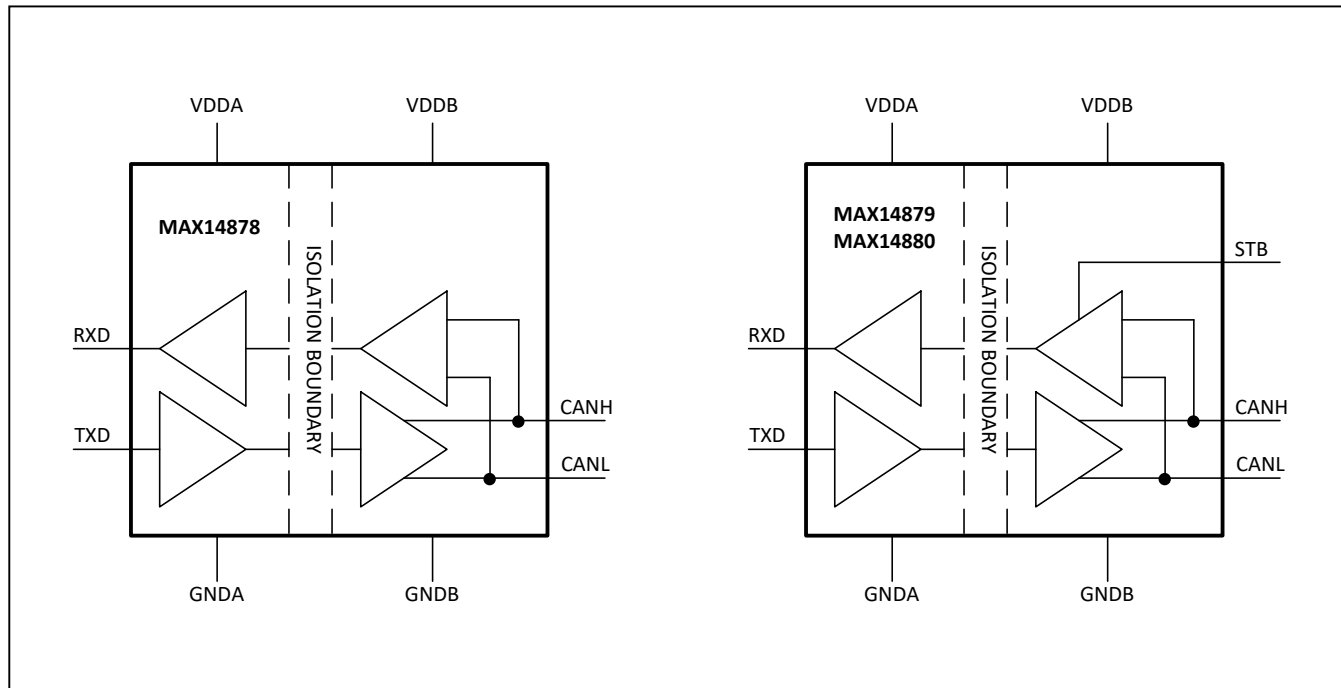 VDDA
VDDB
MAX14878
ISOLATION BOUNDARY
RXD
TXD
CANH
CANL
GNDA
GNDB
VDDA
VDDB
MAX14879
MAX14880
ISOLATION BOUNDARY
STB
RXD
TXD
CANH
CANL
GNDA
GNDB